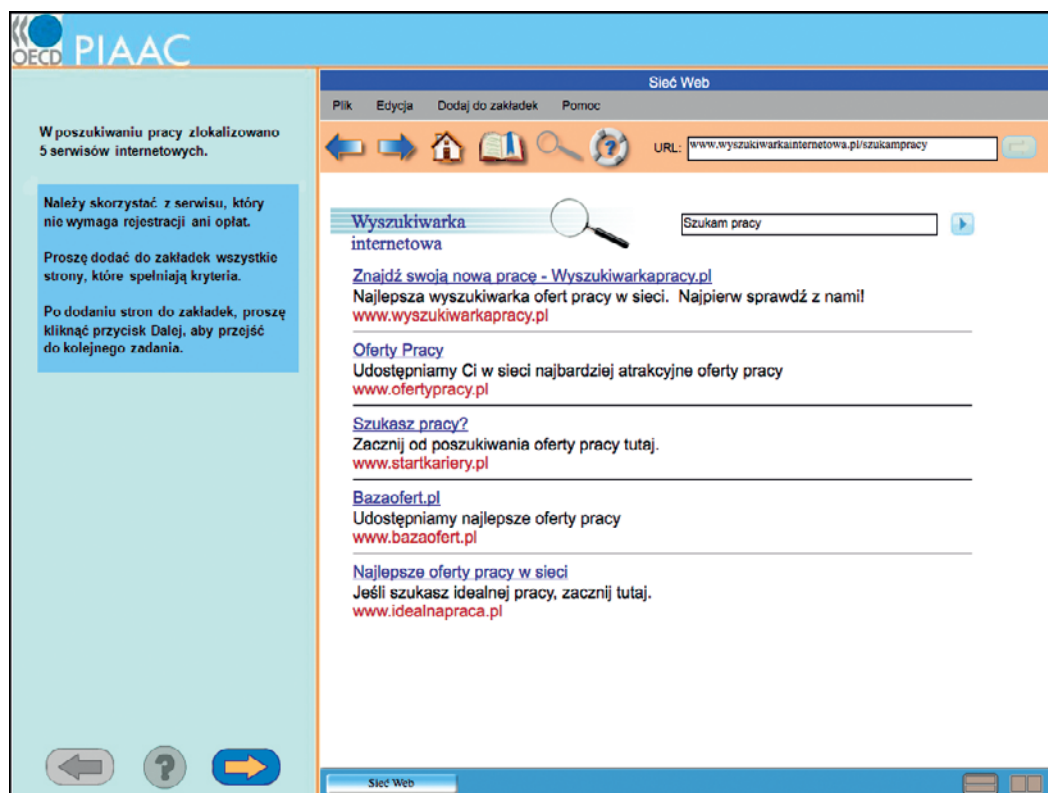 OECD PIAAC
W poszukiwaniu pracy zlokalizowano
5 serwisów internetowych.
Należy skorzystać z serwisu, który
nie wymaga rejestracji ani opłat.
Proszę dodać do zakładek wszystkie
strony, które spełniają kryteria.
Po dodaniu stron do zakładek, proszę
kliknąć przycisk Dalej, aby przejść
do kolejnego zadania.
Sieć Web
Plik Edycja Dodaj do zakładek Pomoc
URL: www.wyszukiwarkainternetowa.pl/szukampracy
Wyszukiwarka
internetowa
Szukam pracy
Znajdź swoją nowa pracę - Wyszukiwarkapracy.pl
Najlepsza wyszukiwarka ofert pracy w sieci. Najpierw sprawdź z nami!
www.wyszukiwarkapracy.pl
Oferty Pracy
Udostępniamy Ci w sieci najbardziej atrakcyjne oferty pracy
www.ofertypracy.pl
Szukasz pracy?
Zacznij od poszukiwania oferty pracy tutaj.
www.startkariery.pl
Bazaofert.pl
Udostępniamy najlepsze oferty pracy
www.bazaofert.pl
Najlepsze oferty pracy w sieci
Jeśli szukasz idealnej pracy, zacznij tutaj.
www.idealnapraca.pl
Sieć Web